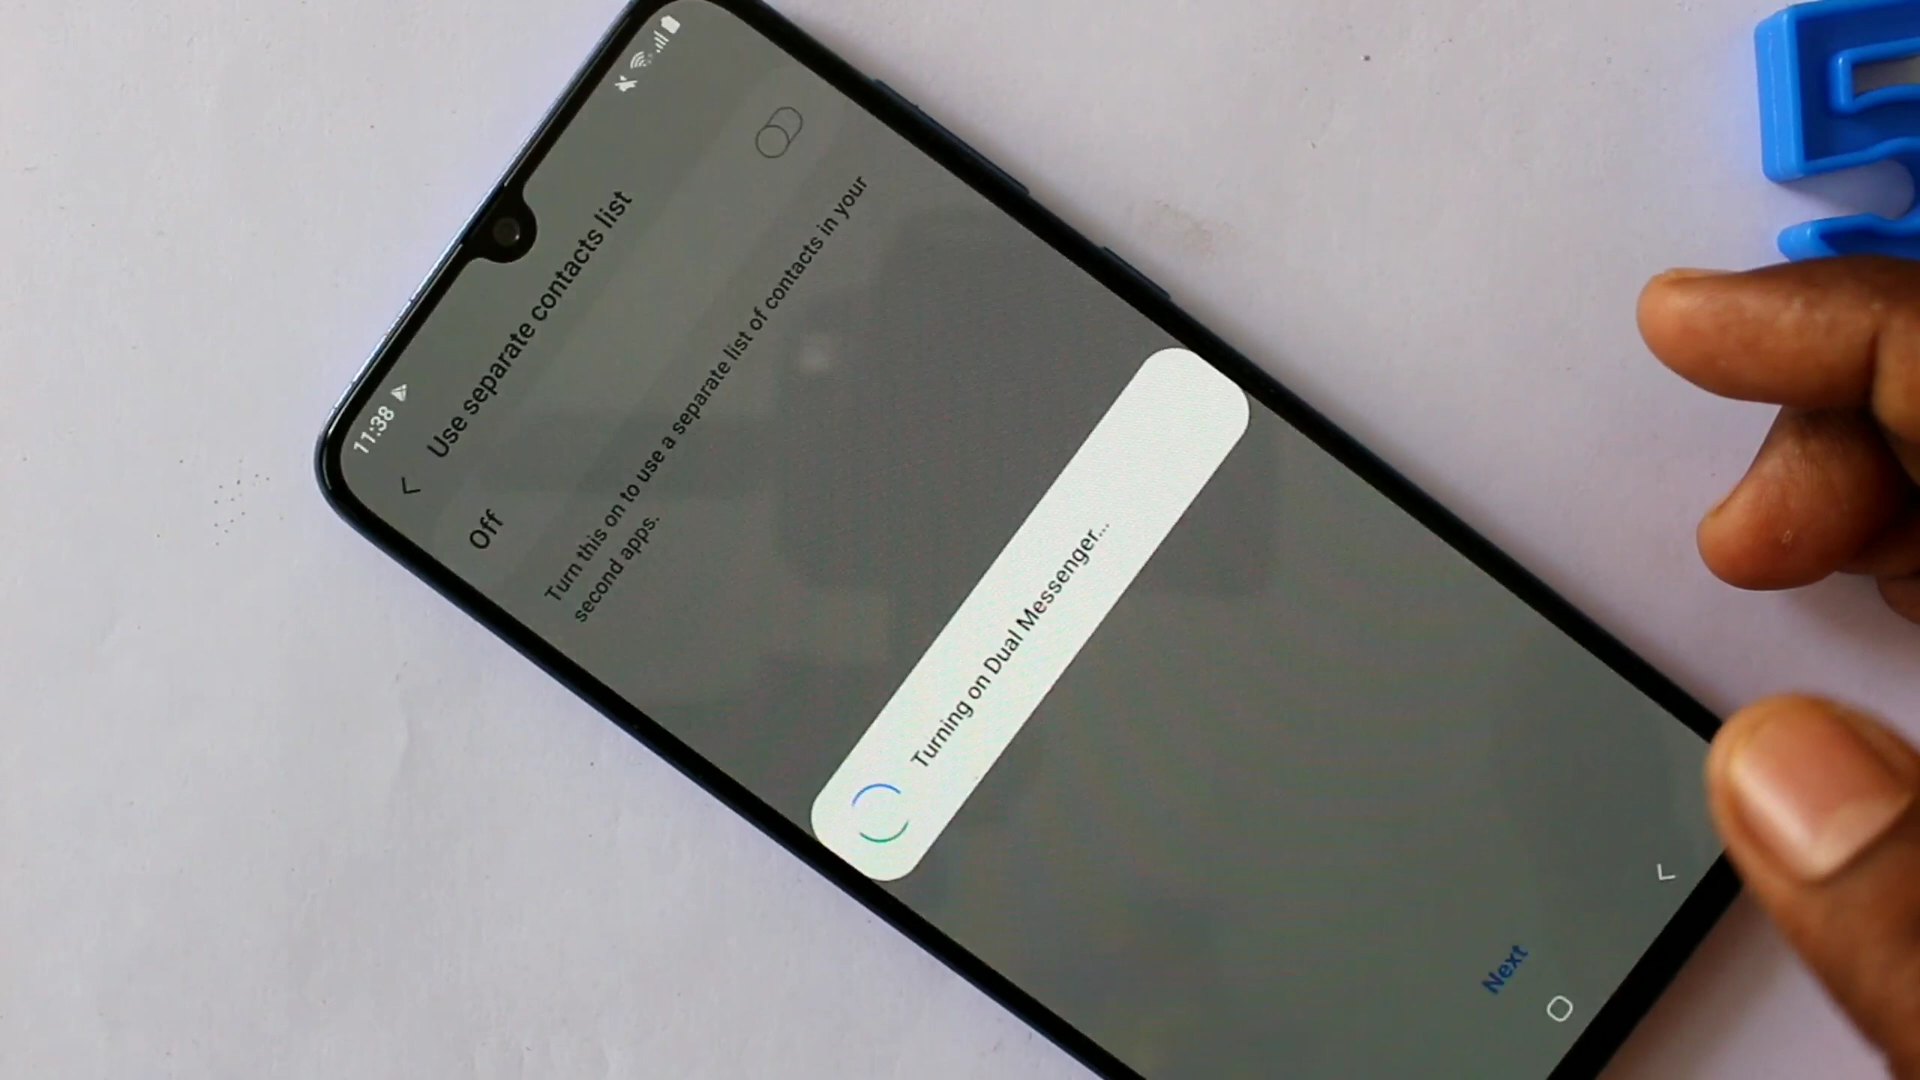 11:38
Use separate contacts list
Off
Turn this on to use a separate list of contacts in your
second apps.
Turning on Dual Messenger...
Next